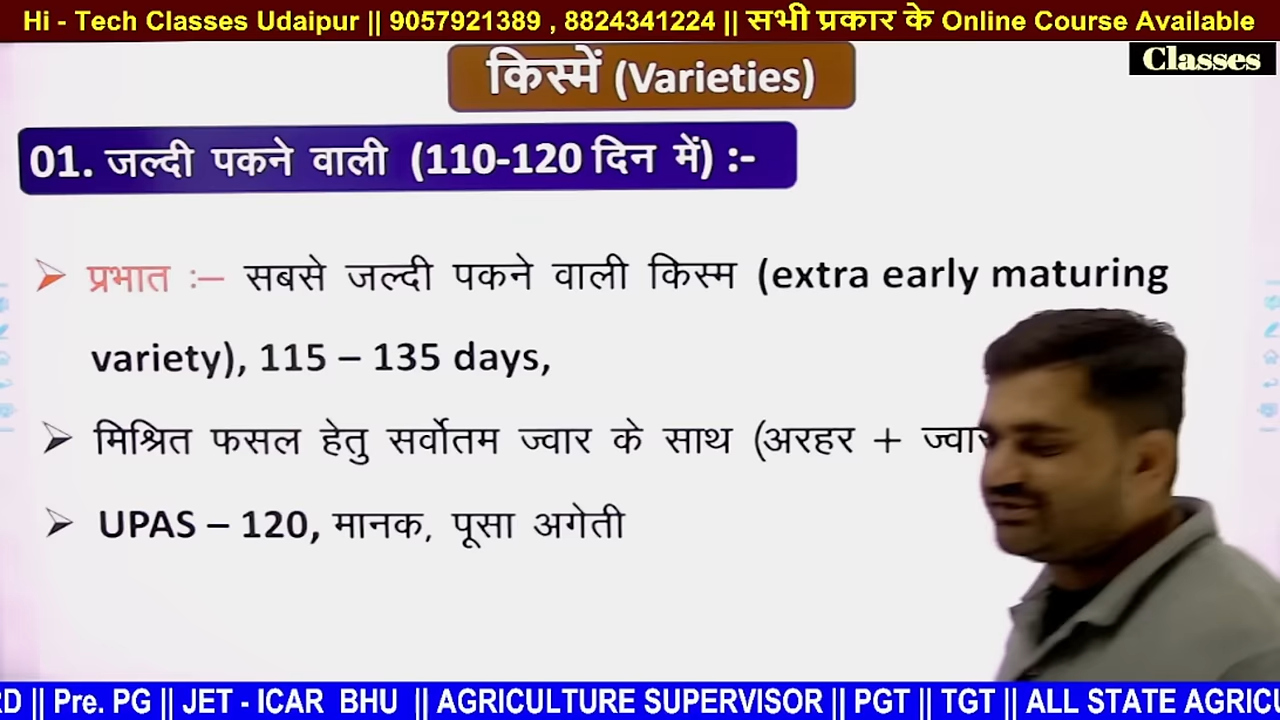 Hi - Tech Classes Udaipur || 9057921389 , 8824341224 || सभी प्रकार के Online Course Available
Classes
किस्में (Varieties)
01. जल्दी पकने वाली (110-120 दिन में) :-
प्रभात :– सबसे जल्दी पकने वाली किस्म (extra early maturing
variety), 115 – 135 days,
मिश्रित फसल हेतु सर्वोतम ज्वार के साथ (अरहर + ज्वार
UPAS – 120, मानक, पूसा अगेती
|| Pre. PG || JET - ICAR BHU || AGRICULTURE SUPERVISOR || PGT || TGT || ALL STATE